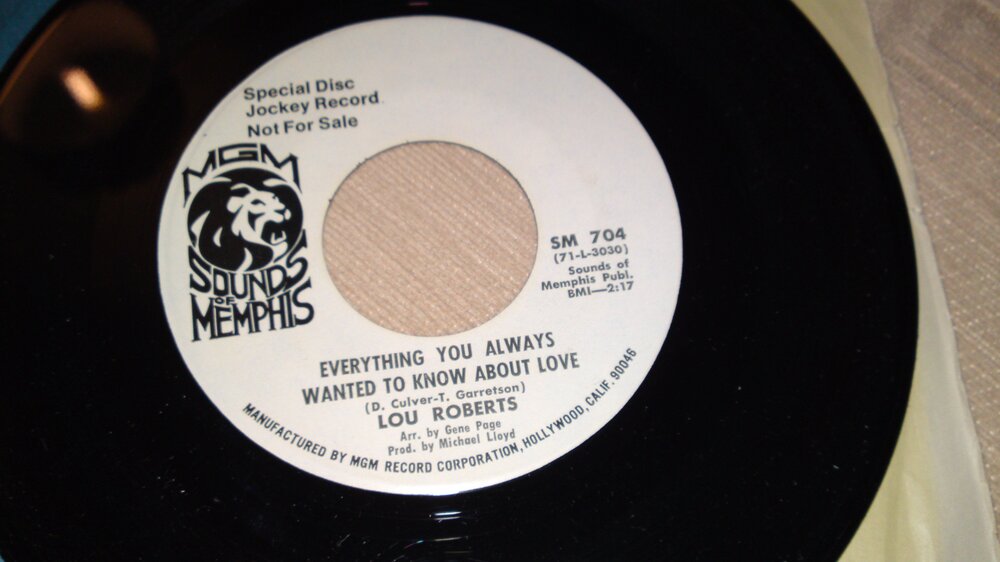 Special Disc
Jockey Record
Not For Sale
MGM
SOUNDS
OF
MEMPHIS
SM 704
(71-L-3030)
Sounds of
Memphis Publ.
BMI—2:17
EVERYTHING YOU ALWAYS
WANTED TO KNOW ABOUT LOVE
(D. Culver-T. Garretson)
LOU ROBERTS
Arr. by Gene Page
Prod. by Michael Lloyd
MANUFACTURED BY MGM RECORD CORPORATION, HOLLYWOOD, CALIF. 90046